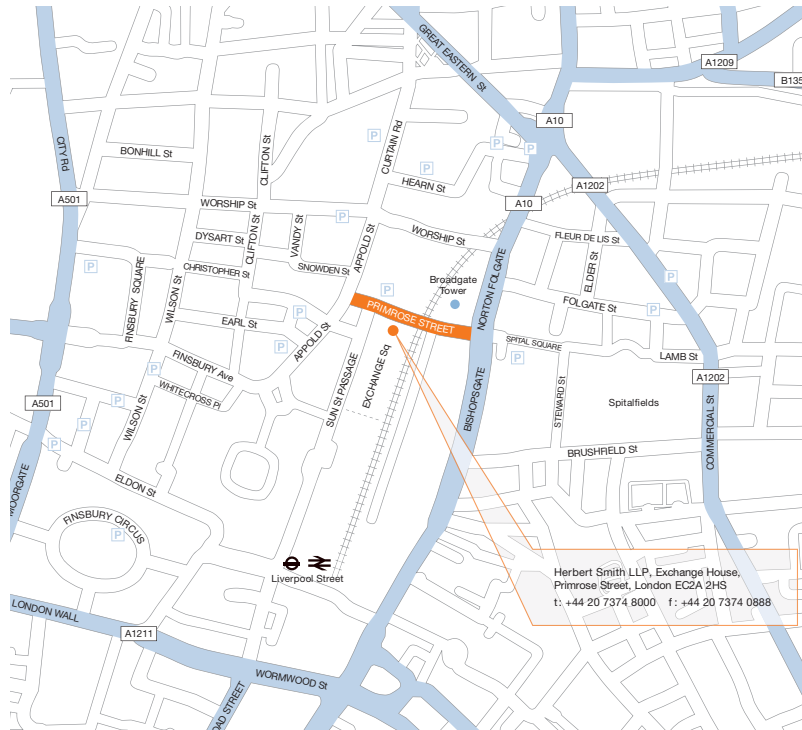 GREAT EASTERN St
A1209
B135
A10
CITY Rd
BONHILL St
CLIFTON St
CURTAIN Rd
P
P
P
P
HEARN St
A1202
A501
WORSHIP St
A10
P
DYSART St
CLIFTON St
VANDY St
APPOLD St
WORSHIP St
FLEUR DE LIS St
ELDER St
P
FINSBURY SQUARE
WILSON St
CHRISTOPHER St
SNOWDEN St
Broadgate
Tower
NORTON FOLGATE
P
P
PRIMROSE STREET
FOLGATE St
P
EARL St
P
APPOLD St
SPITAL SQUARE
P
LAMB St
P
P
FINSBURY Ave
SUN St PASSAGE
EXCHANGE Sq
BISHOPSGATE
STEWARD St
A1202
P
WHITECROSS Pl
A501
P
P
P
WILSON St
Spitalfields
COMMERCIAL St
BRUSHFIELD St
MOORGATE
ELDON St
FINSBURY CIRCUS
P
Liverpool Street
Herbert Smith LLP, Exchange House,
Primrose Street, London EC2A 2HS
t: +44 20 7374 8000 f: +44 20 7374 0888
LONDON WALL
A1211
WORMWOOD St
OAD STREET